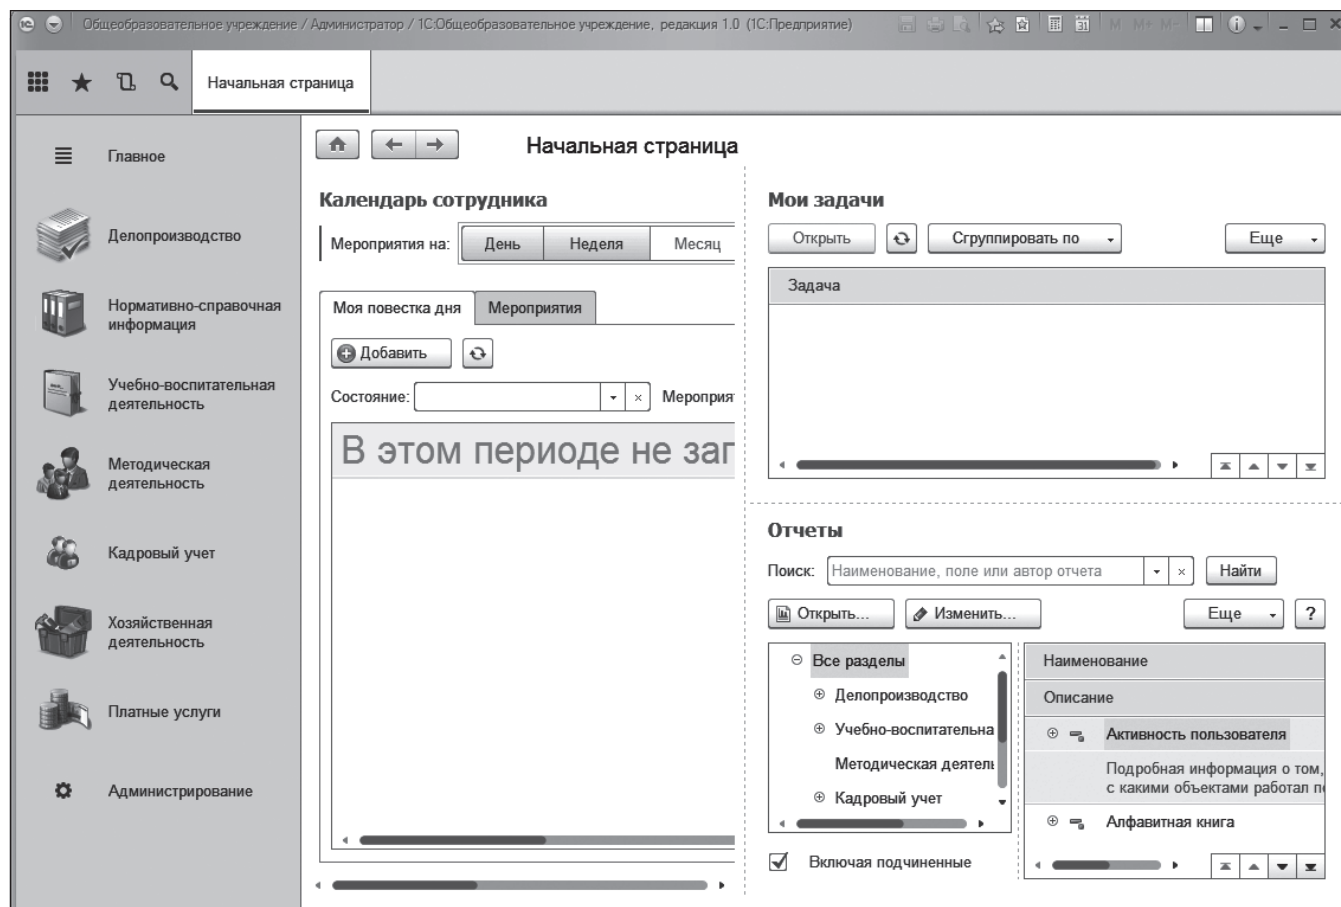 1С Общеобразовательное учреждение / Администратор / 1С:Общеобразовательное учреждение, редакция 1.0 (1С:Предприятие) 31 M M+ M-
Начальная страница
Главное
Делопроизводство
Нормативно-справочная
информация
Учебно-воспитательная
деятельность
Методическая
деятельность
Кадровый учет
Хозяйственная
деятельность
Платные услуги
Администрирование
Начальная страница
Календарь сотрудника
Мероприятия на: День Неделя Месяц
Моя повестка дня Мероприятия
Добавить
Состояние: Мероприя
В этом периоде не заг
Мои задачи
Открыть Сгруппировать по Еще
Задача
Отчеты
Поиск: Наименование, поле или автор отчета Найти
Открыть... Изменить... Еще ?
Все разделы
Делопроизводство
Учебно-воспитательна
Методическая деятель
Кадровый учет
Включая подчиненные
Наименование
Описание
Активность пользователя
Подробная информация о том,
с какими объектами работал п
Алфавитная книга